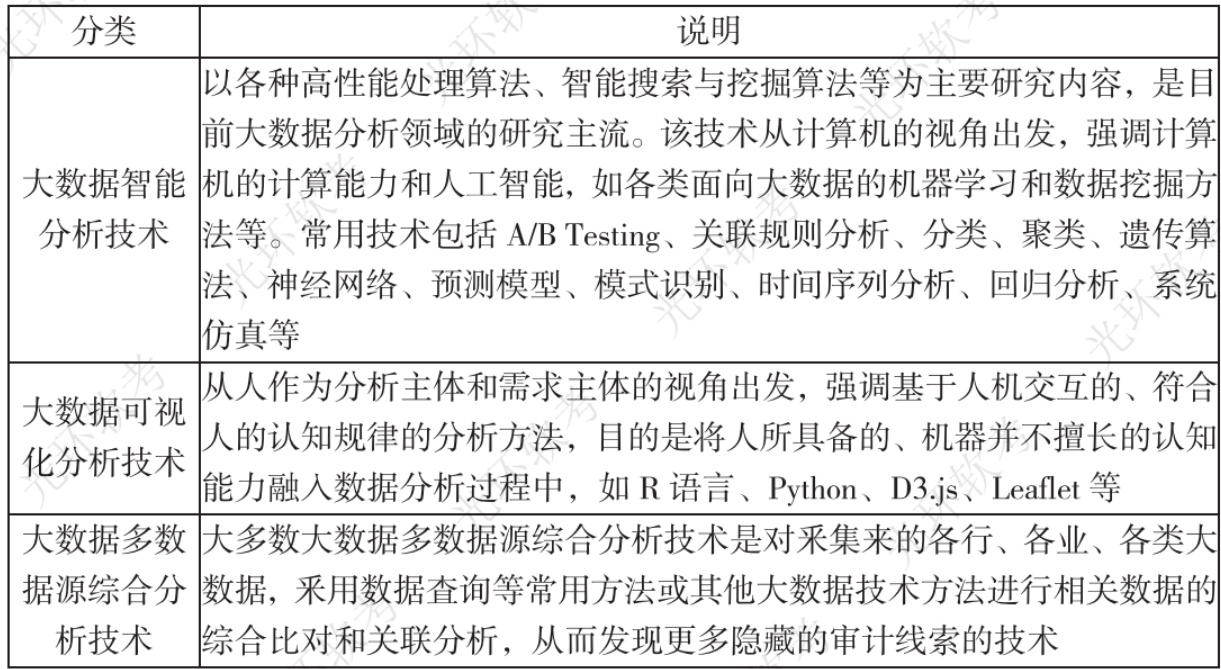 分类 说明
以各种高性能处理算法、智能搜索与挖掘算法等为主要研究内容，是目
前大数据分析领域的研究主流。该技术从计算机的视角出发，强调计算
大数据智能 机的计算能力和人工智能，如各类面向大数据的机器学习和数据挖掘方
分析技术 法等。常用技术包括 A/B Testing、关联规则分析、分类、聚类、遗传算
法、神经网络、预测模型、模式识别、时间序列分析、回归分析、系统
仿真等
从人作为分析主体和需求主体的视角出发，强调基于人机交互的、符合
大数据可视
人的认知规律的分析方法，目的是将人所具备的、机器并不擅长的认知
化分析技术
能力融入数据分析过程中，如 R 语言、Python、D3.js、Leaflet 等
大数据多数 大多数大数据多数据源综合分析技术是对采集来的各行、各业、各类大
据源综合分 数据，釆用数据查询等常用方法或其他大数据技术方法进行相关数据的
析技术 综合比对和关联分析，从而发现更多隐藏的审计线索的技术
光环软考